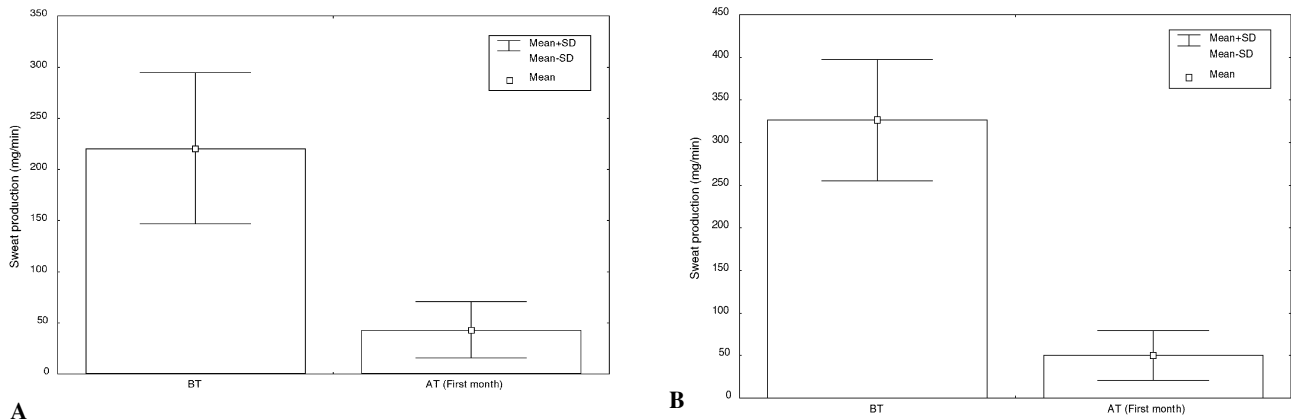 350
300
250
200
150
100
50
0
Sweat production (mg/min)
Mean+SD
Mean-SD
Mean
BT
AT (First month)
A
450
400
350
300
250
200
150
100
50
0
Sweat production (mg/min)
Mean+SD
Mean-SD
Mean
BT
AT (First month)
B